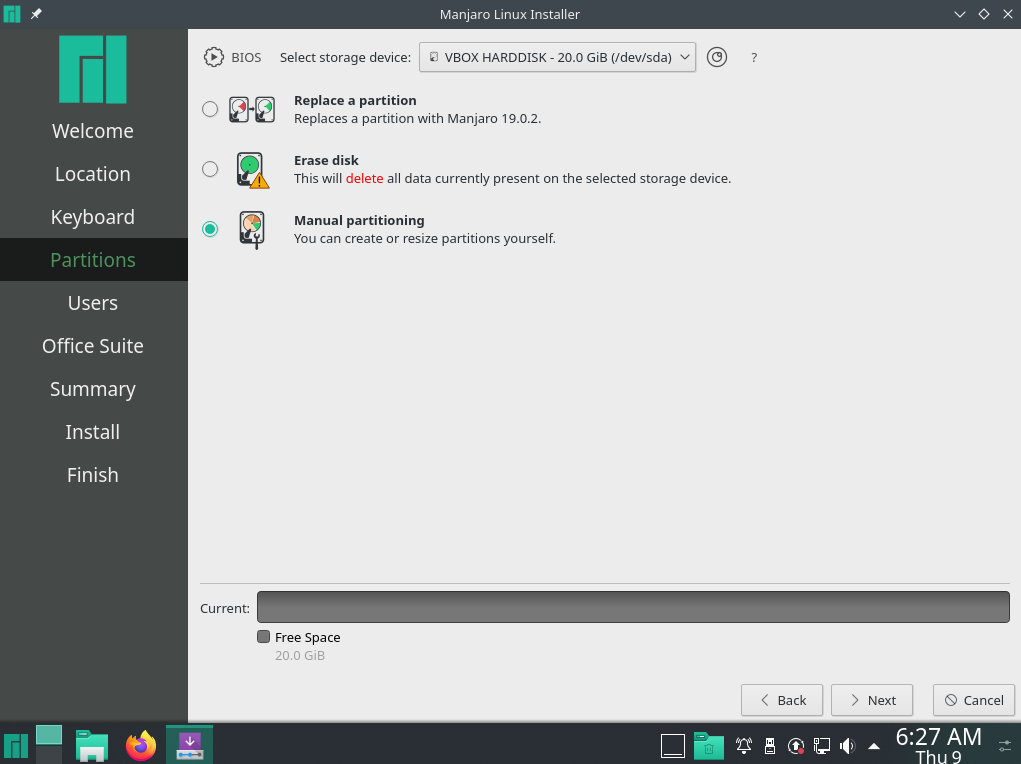 Manjaro Linux Installer
BIOS Select storage device: VBOX HARDDISK - 20.0 GiB (/dev/sda) ?
Welcome
Location
Keyboard
Partitions
Users
Office Suite
Summary
Install
Finish
Replace a partition
Replaces a partition with Manjaro 19.0.2.
Erase disk
This will delete all data currently present on the selected storage device.
Manual partitioning
You can create or resize partitions yourself.
Current:
Free Space
20.0 GiB
Back Next Cancel
6:27 AM
Thu 9